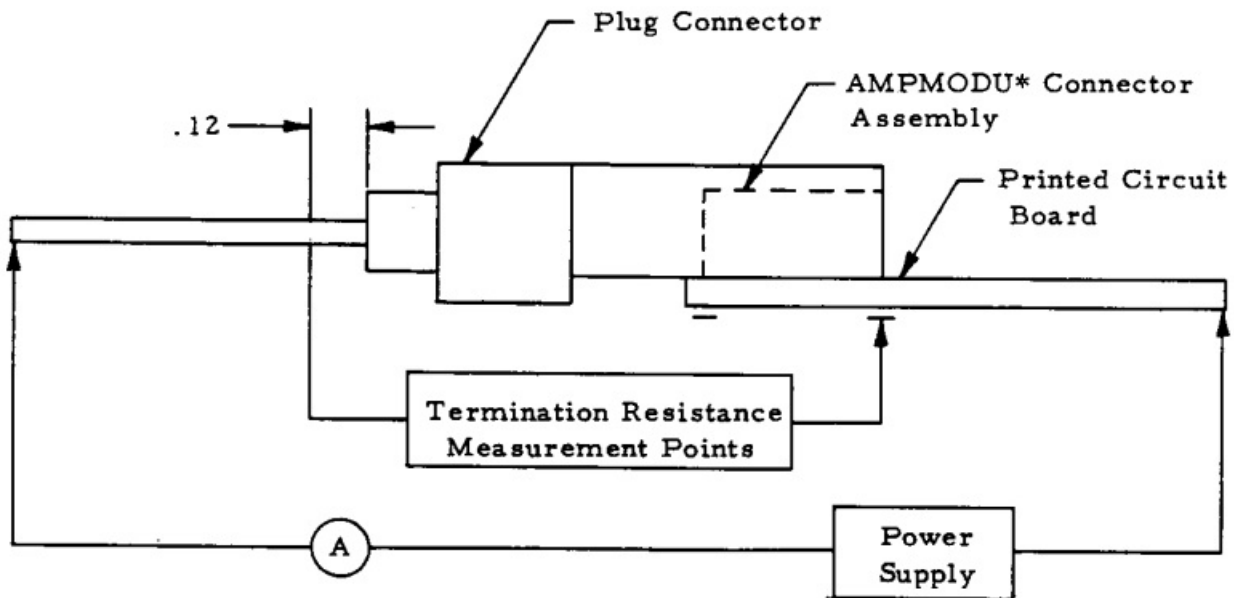 Plug Connector
AMPMODU* Connector
Assembly
.12
Printed Circuit
Board
Termination Resistance
Measurement Points
A
Power
Supply